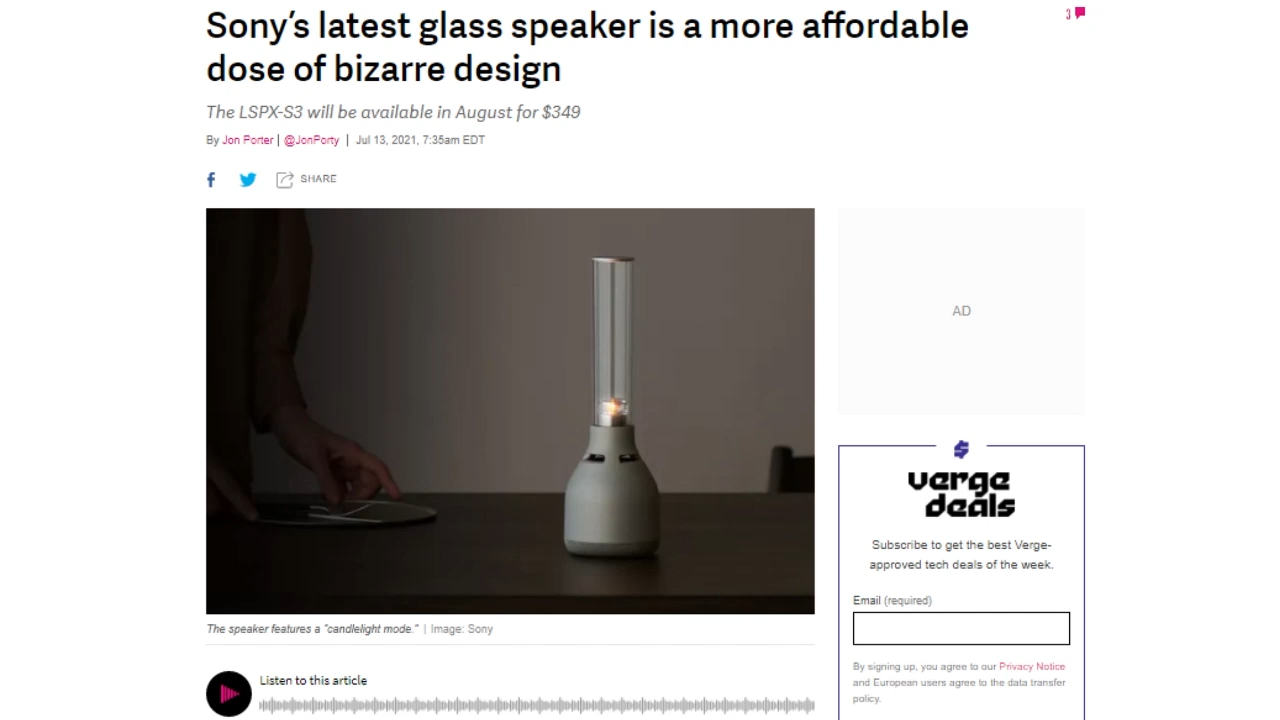 Sony's latest glass speaker is a more affordable
dose of bizarre design
3
The LSPX-S3 will be available in August for $349
By Jon Porter | @JonPorty | Jul 13, 2021, 7:35am EDT
SHARE
The speaker features a "candlelight mode." | Image: Sony
Listen to this article
AD
verge
deals
Subscribe to get the best Verge-
approved tech deals of the week.
Email (required)
By signing up, you agree to our Privacy Notice
and European users agree to the data transfer
policy.